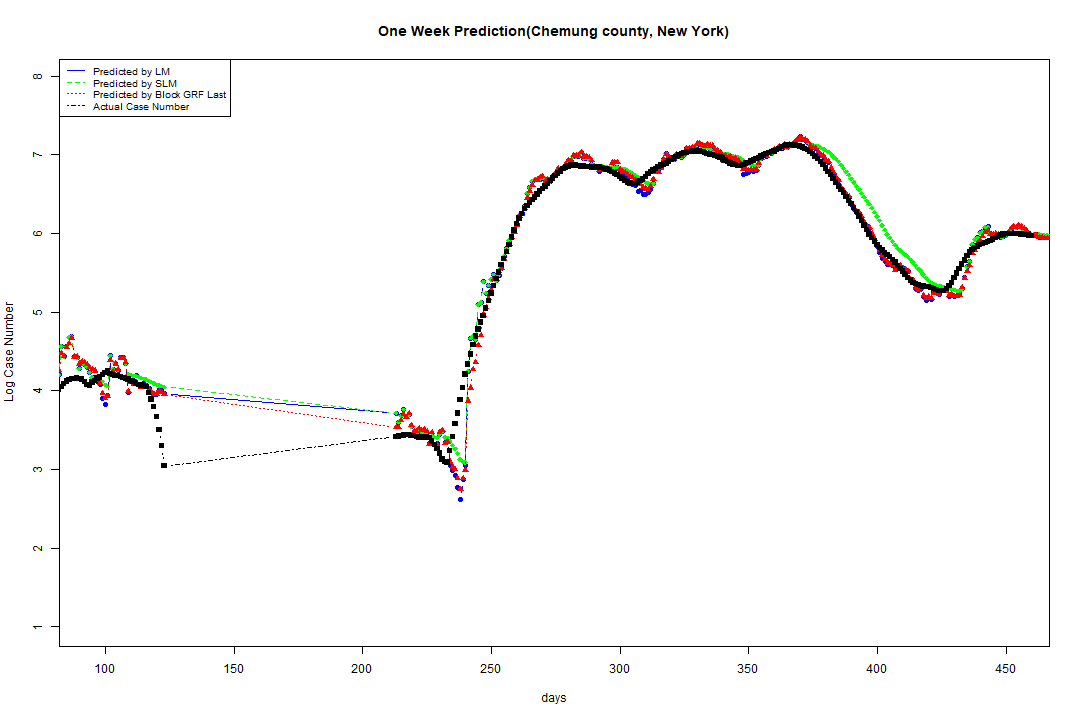 One Week Prediction(Chemung county, New York)
Predicted by LM
Predicted by SLM
Predicted by Block GRF Last
Actual Case Number
8
7
6
5
4
3
2
1
Log Case Number
100 150 200 250 300 350 400 450
days